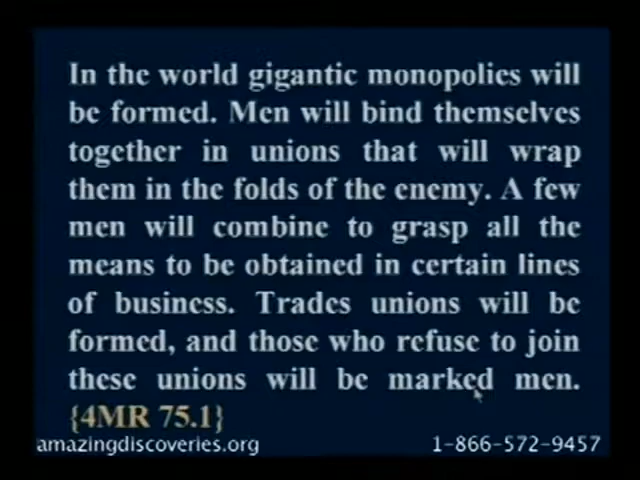 In the world gigantic monopolies will
be formed. Men will bind themselves
together in unions that will wrap
them in the folds of the enemy. A few
men will combine to grasp all the
means to be obtained in certain lines
of business. Trades unions will be
formed, and those who refuse to join
these unions will be marked men.
{4MR 75.1}
amazingdiscoveries.org 1-866-572-9457